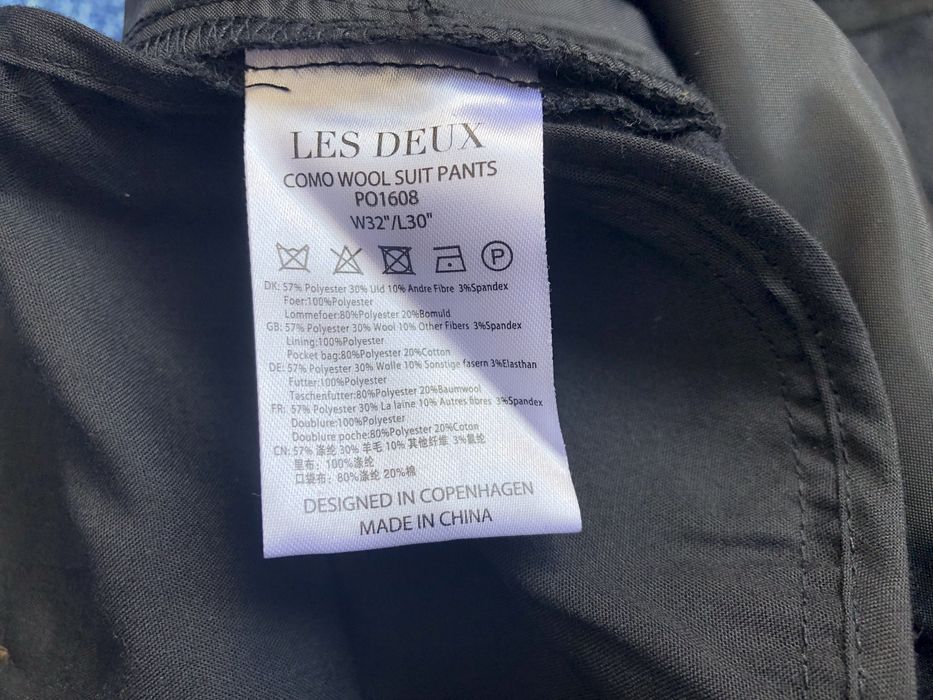 LES DEUX
COMO WOOL SUIT PANTS
PO1608
W32"/L30"
P
DK: 57% Polyester 30% Uld 10% Andre Fibre 3%Spandex
Foer:100%Polyester
Lommefoer:80%Polyester 20%Bomuld
GB: 57% Polyester 30% Wool 10% Other Fibers 3%Spandex
Lining:100%Polyester
Pocket bag:80%Polyester 20%Cotton
DE: 57% Polyester 30% Wolle 10% Sonstige fasern 3%Elasthan
Futter:100%Polyester
Taschenfutter:80%Polyester 20%Baumwol
FR: 57% Polyester 30% La laine 10% Autres fibres 3%Spandex
Doublure:100%Polyester
Doublure poche:80%Polyester 20%Coton
CN: 57% 涤纶 30% 羊毛 10% 其他纤维 3%氨纶
里布：100%涤纶
口袋布：80%涤纶 20%棉
DESIGNED IN COPENHAGEN
MADE IN CHINA